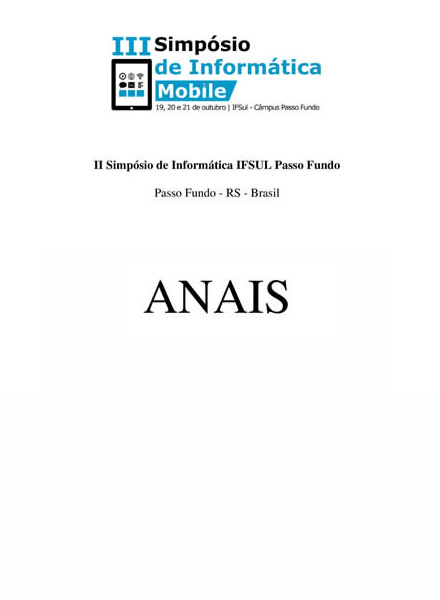 III Simpósio
de Informática
Mobile
19, 20 e 21 de outubro | IFSul - Câmpus Passo Fundo
II Simpósio de Informática IFSUL Passo Fundo
Passo Fundo - RS - Brasil
ANAIS